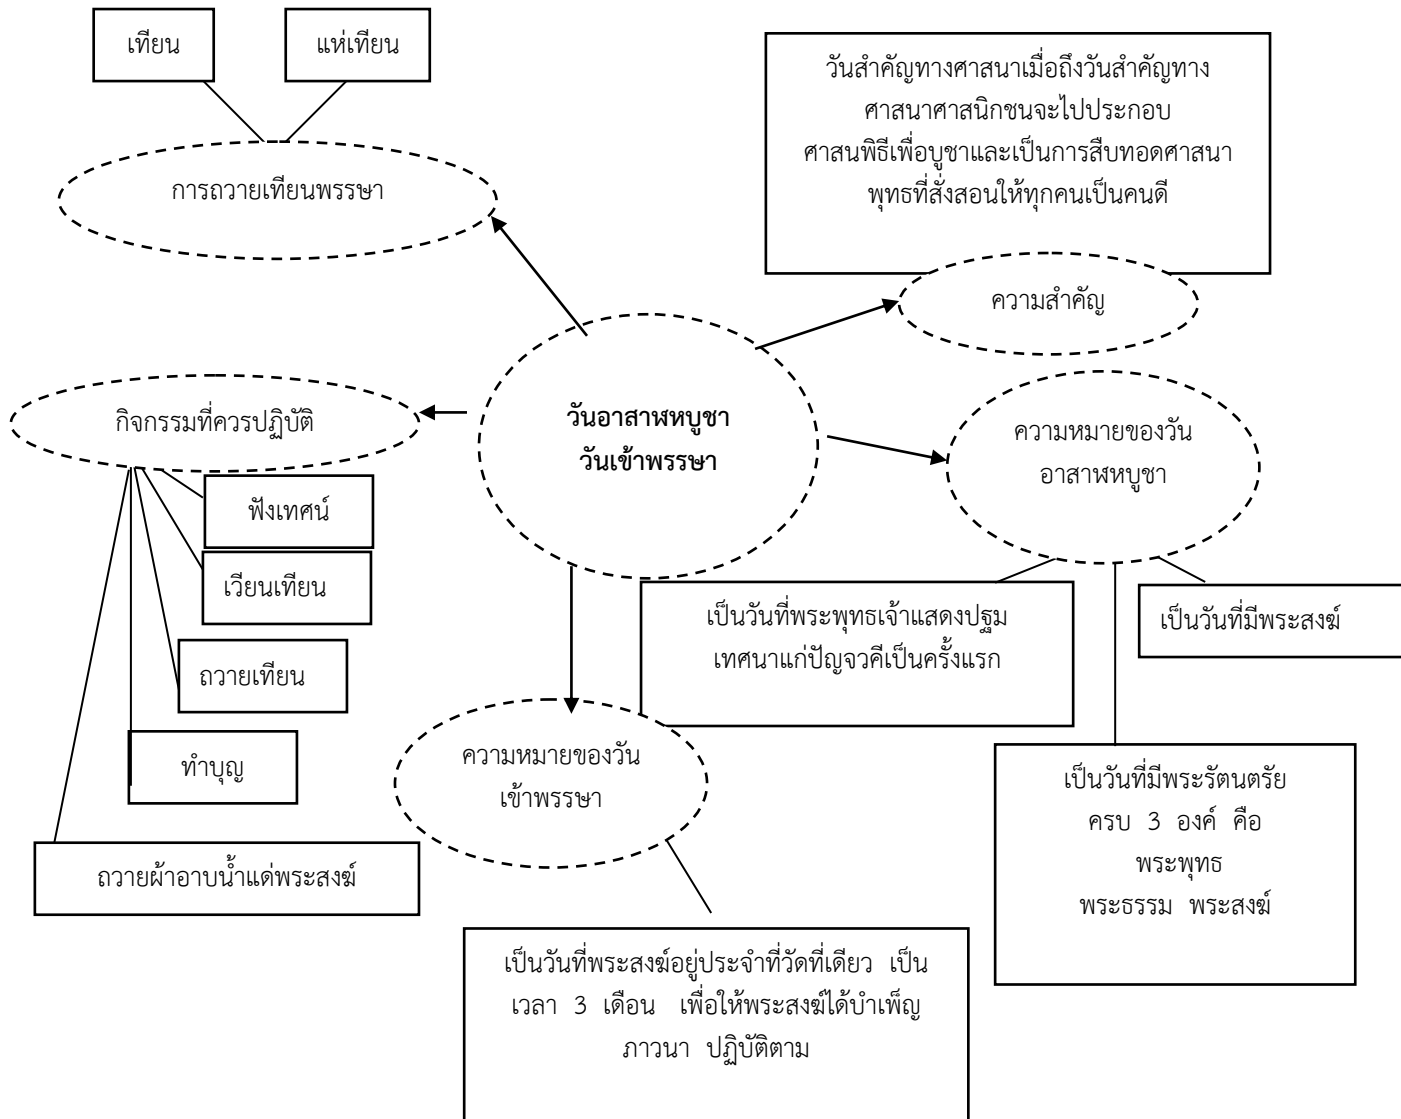 เทียน
แห่เทียน
การถวายเทียนพรรษา
วันสำคัญทางศาสนาเมื่อถึงวันสำคัญทาง
ศาสนาศาสนิกชนจะไปประกอบ
ศาสนพิธีเพื่อบูชาและเป็นการสืบทอดศาสนา
พุทธที่สั่งสอนให้ทุกคนเป็นคนดี
ความสำคัญ
วันอาสาฬหบูชา
วันเข้าพรรษา
กิจกรรมที่ควรปฏิบัติ
ฟังเทศน์
เวียนเทียน
ถวายเทียน
ทำบุญ
ถวายผ้าอาบน้ำแด่พระสงฆ์
ความหมายของวัน
อาสาฬหบูชา
เป็นวันที่พระพุทธเจ้าแสดงปฐม
เทศนาแก่ปัญจวคีเป็นครั้งแรก
เป็นวันที่มีพระสงฆ์
เป็นวันที่มีพระรัตนตรัย
ครบ 3 องค์ คือ
พระพุทธ
พระธรรม พระสงฆ์
ความหมายของวัน
เข้าพรรษา
เป็นวันที่พระสงฆ์อยู่ประจำที่วัดที่เดียว เป็น
เวลา 3 เดือน เพื่อให้พระสงฆ์ได้บำเพ็ญ
ภาวนา ปฏิบัติตาม